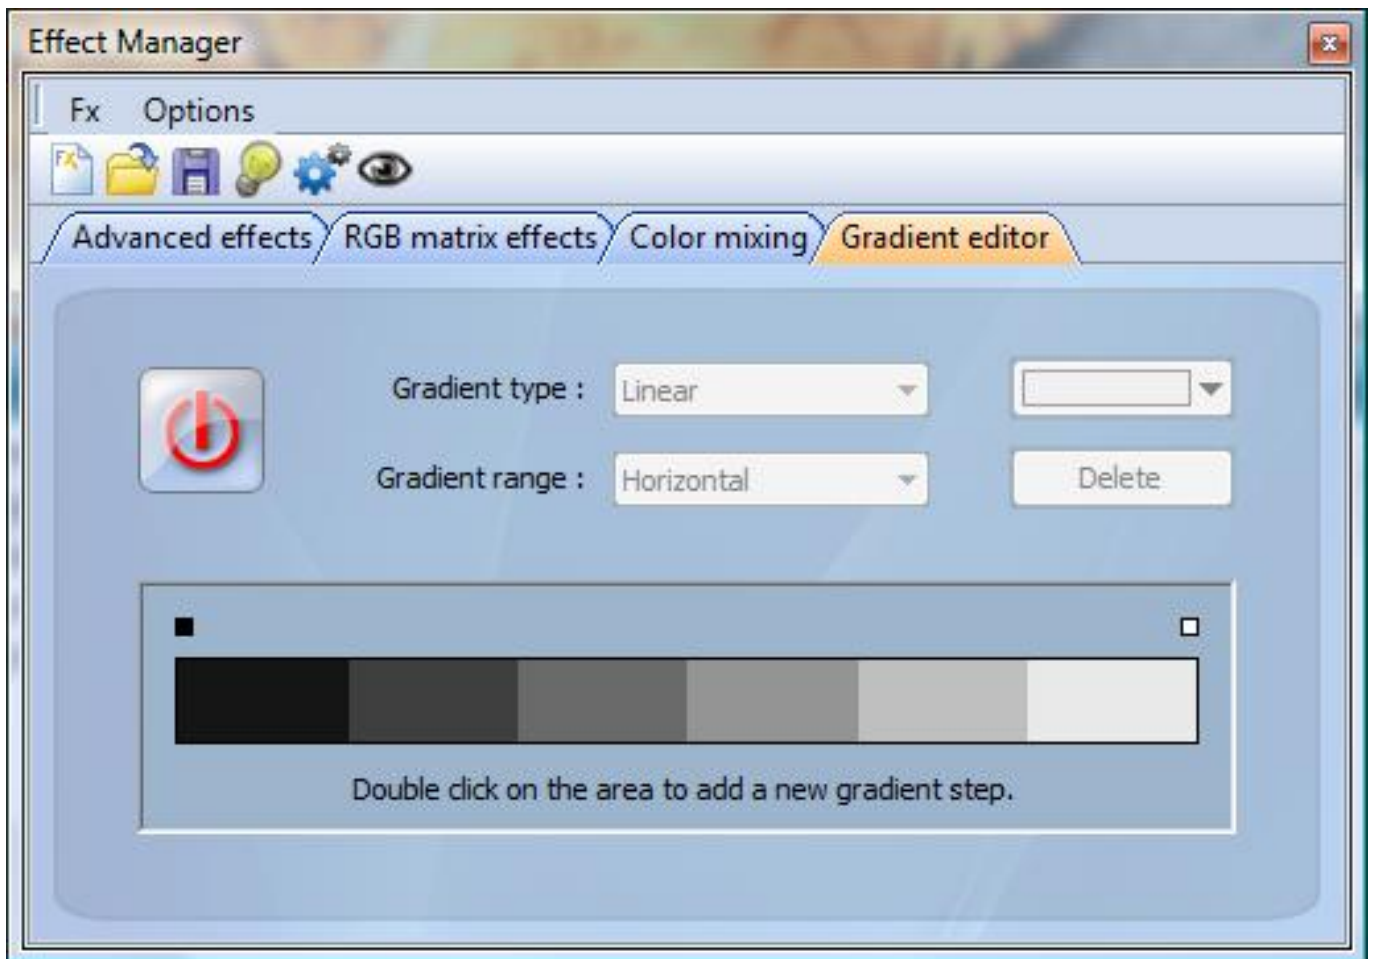 Effect Manager
Fx Options
FX
Advanced effects RGB matrix effects Color mixing Gradient editor
Gradient type : Linear
Gradient range : Horizontal Delete
Double click on the area to add a new gradient step.